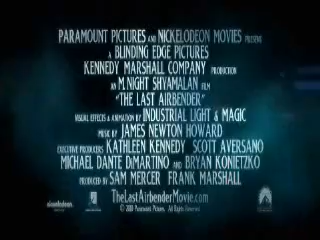 PARAMOUNT PICTURES AND NICKELODEON MOVIES PRESENT
A BLINDING EDGE PICTURES
KENNEDY MARSHALL COMPANY PRODUCTION
AN M.NIGHT SHYAMALAN FILM
"THE LAST AIRBENDER"
VISUAL EFFECTS & ANIMATION BY INDUSTRIAL LIGHT & MAGIC
MUSIC BY JAMES NEWTON HOWARD
EXECUTIVE PRODUCERS KATHLEEN KENNEDY SCOTT AVERSANO
MICHAEL DANTE DIMARTINO AND BRYAN KONIETZKO
PRODUCED BY SAM MERCER FRANK MARSHALL
nickelodeon TheLastAirbenderMovie.com
Paramount Pictures. All Rights Reserved.